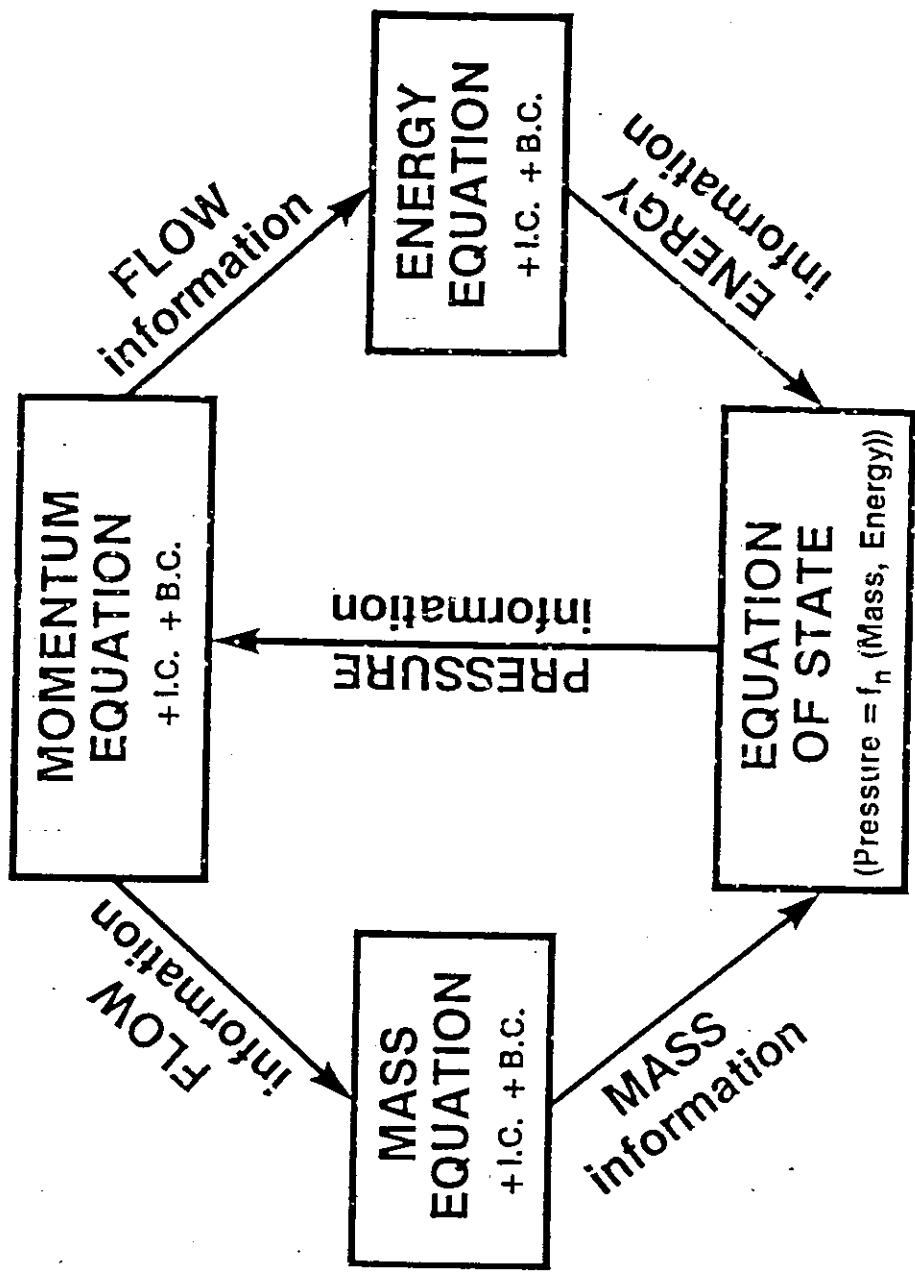 MOMENTUM
EQUATION
+ I.C. + B.C.
FLOW
information
FLOW
information
MASS
EQUATION
+ I.C. + B.C.
PRESSURE
information
ENERGY
EQUATION
+ I.C. + B.C.
MASS
information
ENERGY
information
EQUATION
OF STATE
(Pressure = fn (Mass, Energy))